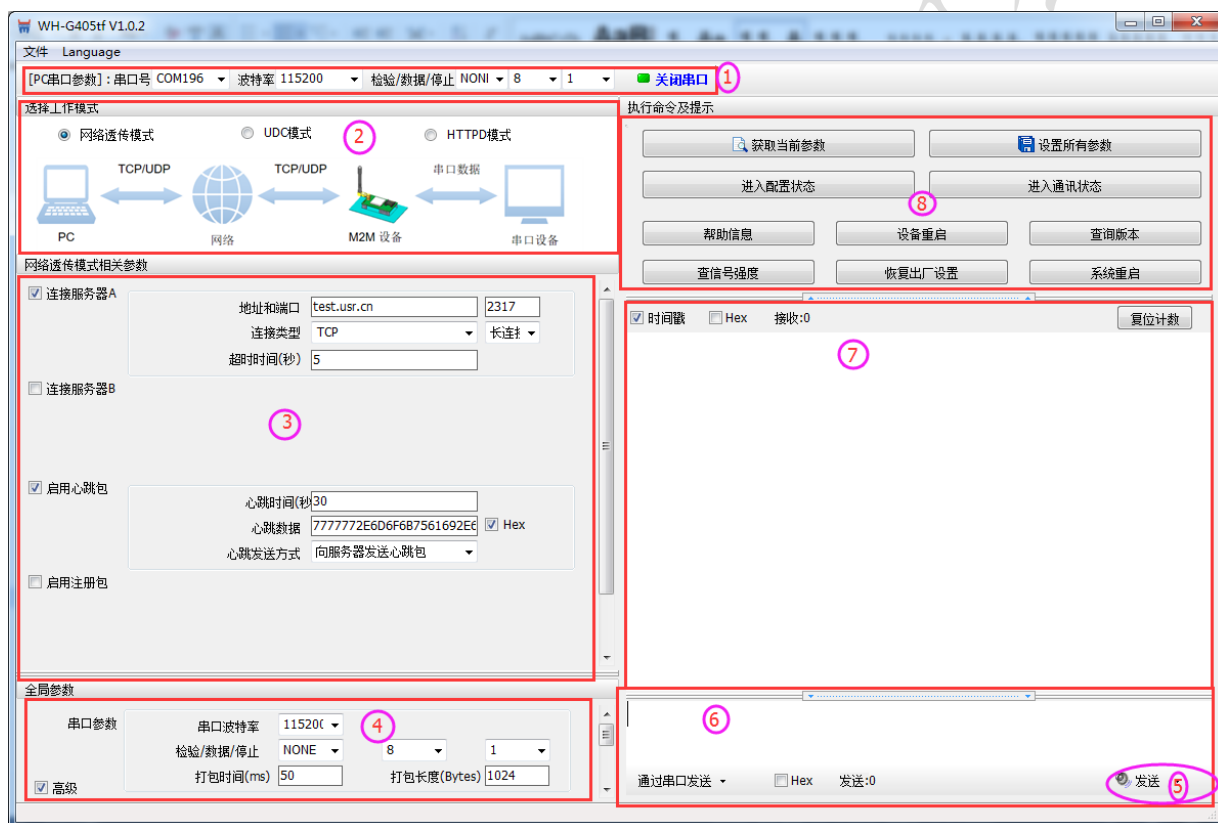 WH-G405tf V1.0.2
文件 Language
[PC串口参数]:串口号 COM196 波特率 115200 检验/数据/停止 NONI 8 1 关闭串口 1
选择工作模式
网络透传模式 UDC模式 HTTPD模式
2
TCP/UDP TCP/UDP 串口数据
PC 网络 M2M 设备 串口设备
网络透传模式相关参数
连接服务器A
地址和端口 test.usr.cn 2317
连接类型 TCP 长连接
超时时间(秒) 5
连接服务器B
3
启用心跳包
心跳时间(秒 30
心跳数据 7777772E6D6F6B7561692E6 Hex
心跳发送方式 向服务器发送心跳包
启用注册包
全局参数
串口参数 串口波特率 11520( 4
检验/数据/停止 NONE 8 1
打包时间(ms) 50 打包长度(Bytes) 1024
高级
执行命令及提示
获取当前参数 设置所有参数
进入配置状态 进入通讯状态
8
帮助信息 设备重启 查询版本
查信号强度 恢复出厂设置 系统重启
时间戳 Hex 接收:0 复位计数
7
6
通过串口发送 Hex 发送:0 发送 5